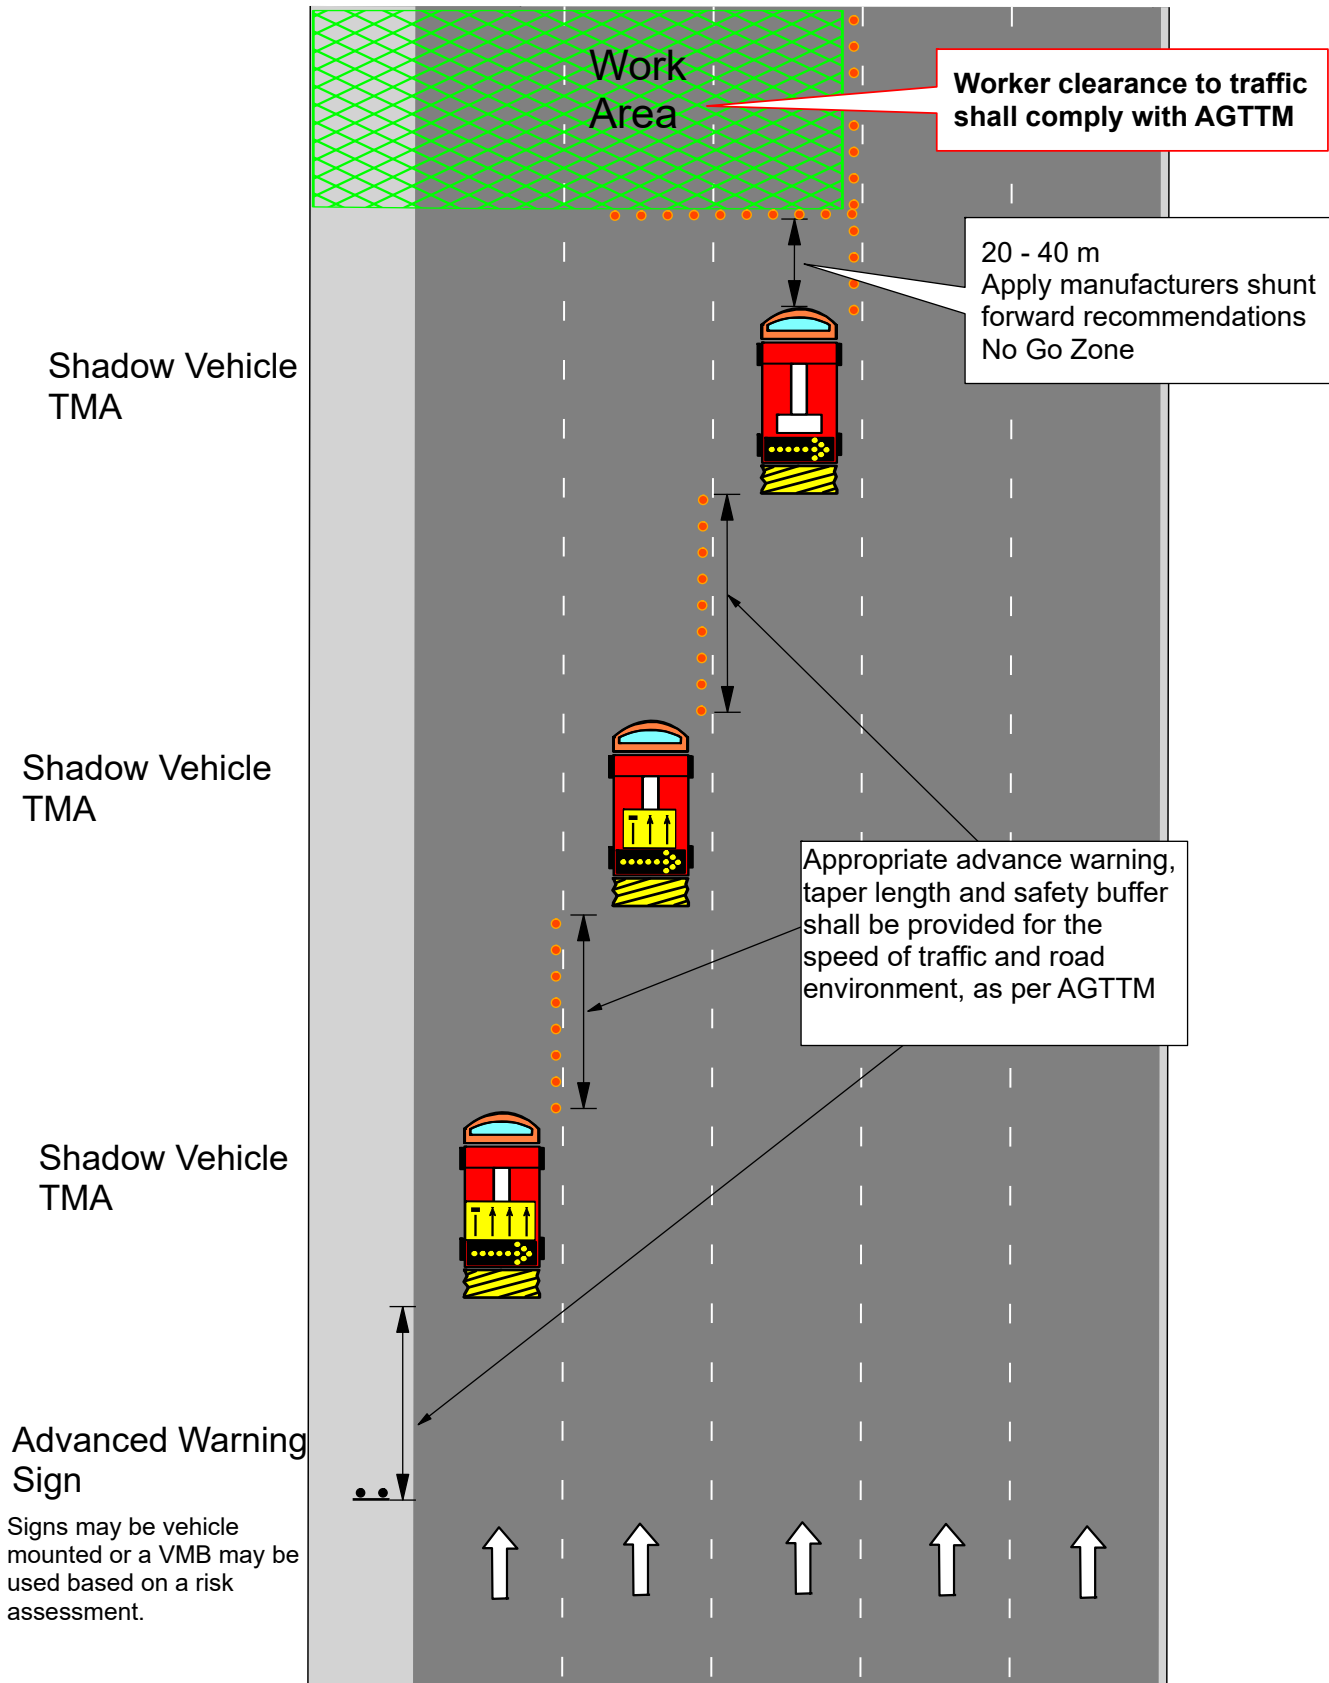 Work
Area
Worker clearance to traffic
shall comply with AGTTM
20 - 40 m
Apply manufacturers shunt
forward recommendations
No Go Zone
Shadow Vehicle
TMA
Shadow Vehicle
TMA
Appropriate advance warning,
taper length and safety buffer
shall be provided for the
speed of traffic and road
environment, as per AGTTM
Shadow Vehicle
TMA
Advanced Warning
Sign
Signs may be vehicle
mounted or a VMB may be
used based on a risk
assessment.